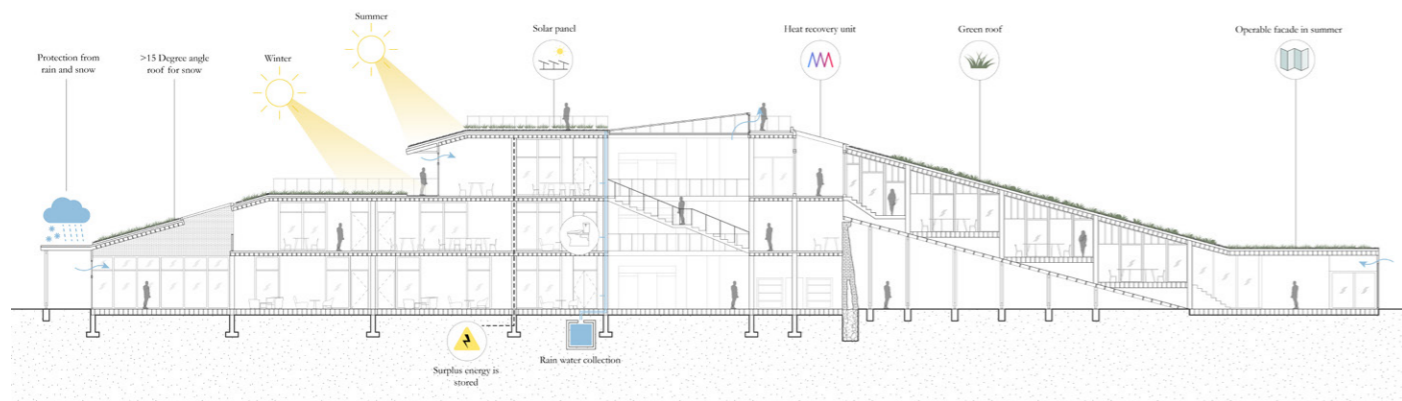 Summer
Solar panel
Heat recovery unit
Green roof
Operable facade in summer
Protection from
rain and snow
>15 Degree angle
roof for snow
Winter
Surplus energy is
stored
Rain water collection